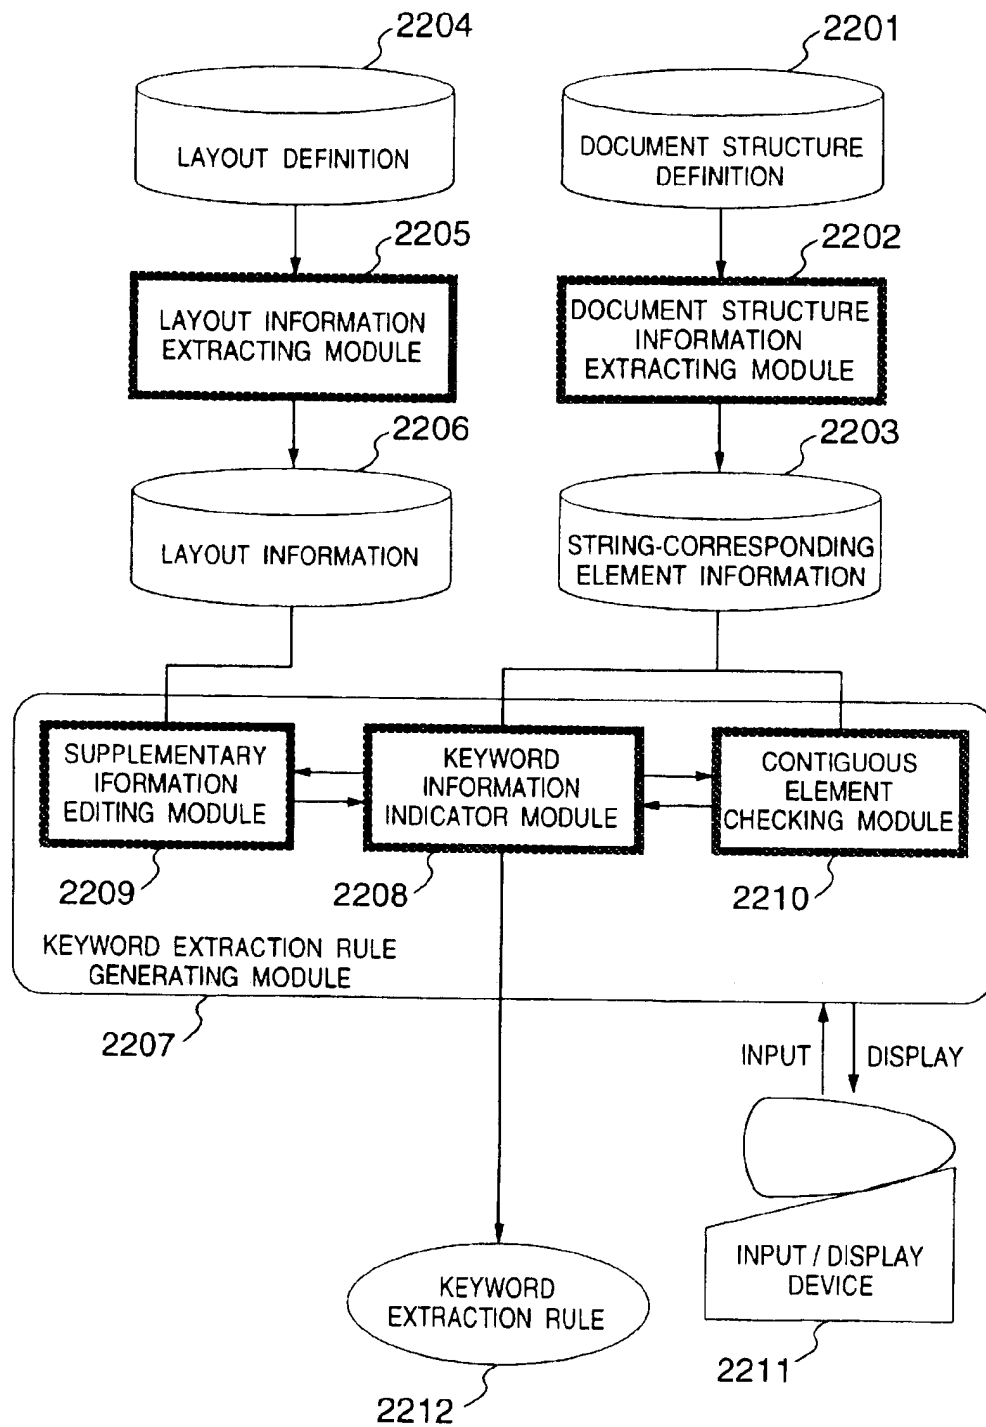 2204
2201
LAYOUT DEFINITION
DOCUMENT STRUCTURE
DEFINITION
2205
2202
LAYOUT INFORMATION
EXTRACTING MODULE
DOCUMENT STRUCTURE
INFORMATION
EXTRACTING MODULE
2206
2203
LAYOUT INFORMATION
STRING-CORRESPONDING
ELEMENT INFORMATION
SUPPLEMENTARY
IFORMATION
EDITING MODULE
KEYWORD
INFORMATION
INDICATOR MODULE
CONTIGUOUS
ELEMENT
CHECKING MODULE
2209
2208
2210
KEYWORD EXTRACTION RULE
GENERATING MODULE
2207
INPUT
DISPLAY
KEYWORD
EXTRACTION RULE
INPUT / DISPLAY
DEVICE
2211
2212